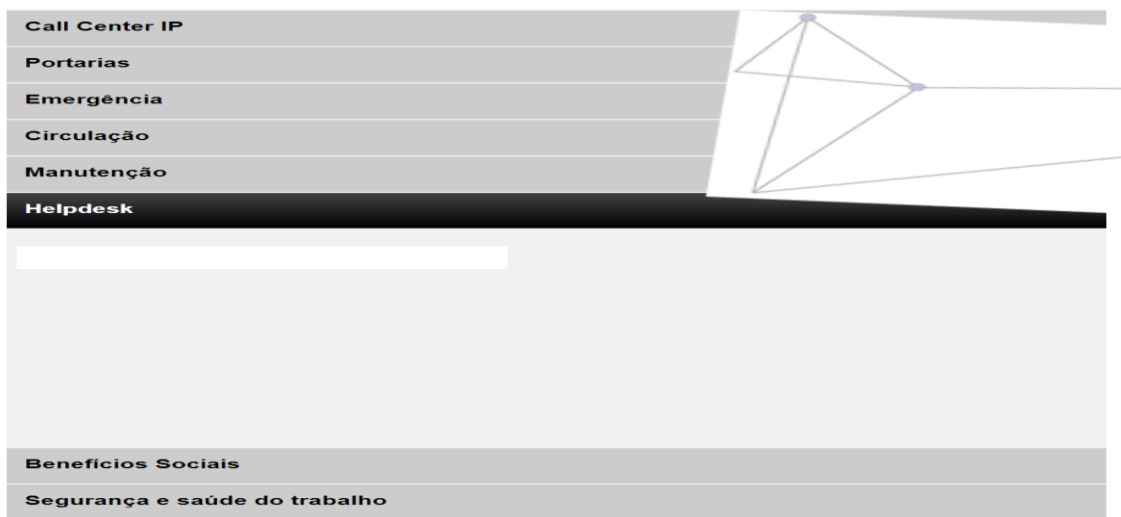 Call Center IP
Portarias
Emergência
Circulação
Manutenção
Helpdesk
Benefícios Sociais
Segurança e saúde do trabalho